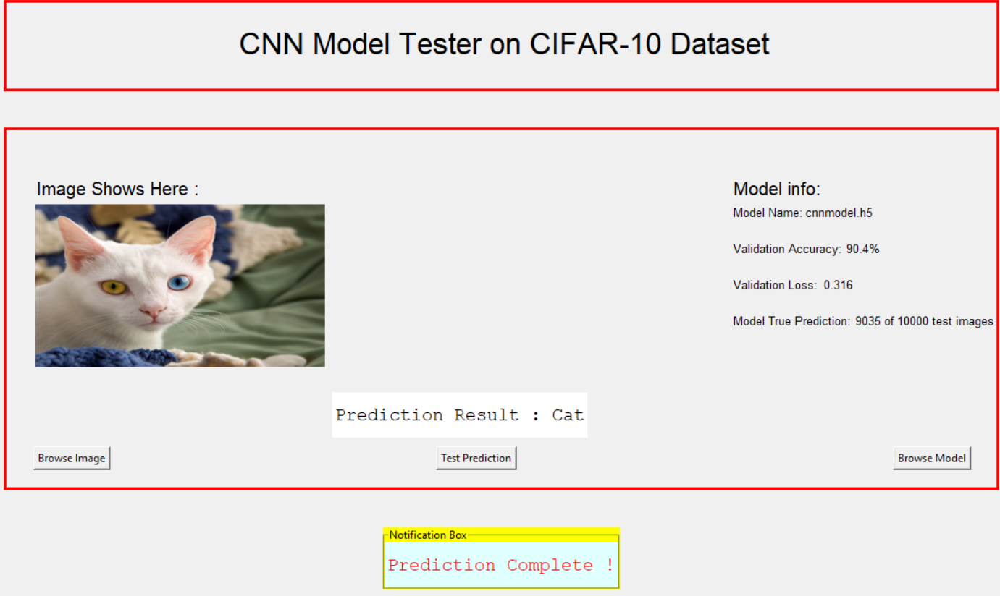 CNN Model Tester on CIFAR-10 Dataset
Image Shows Here :
Model info:
Model Name: cnnmodel.h5
Validation Accuracy: 90.4%
Validation Loss: 0.316
Model True Prediction: 9035 of 10000 test images
Prediction Result : Cat
Browse Image
Test Prediction
Browse Model
Notification Box
Prediction Complete !